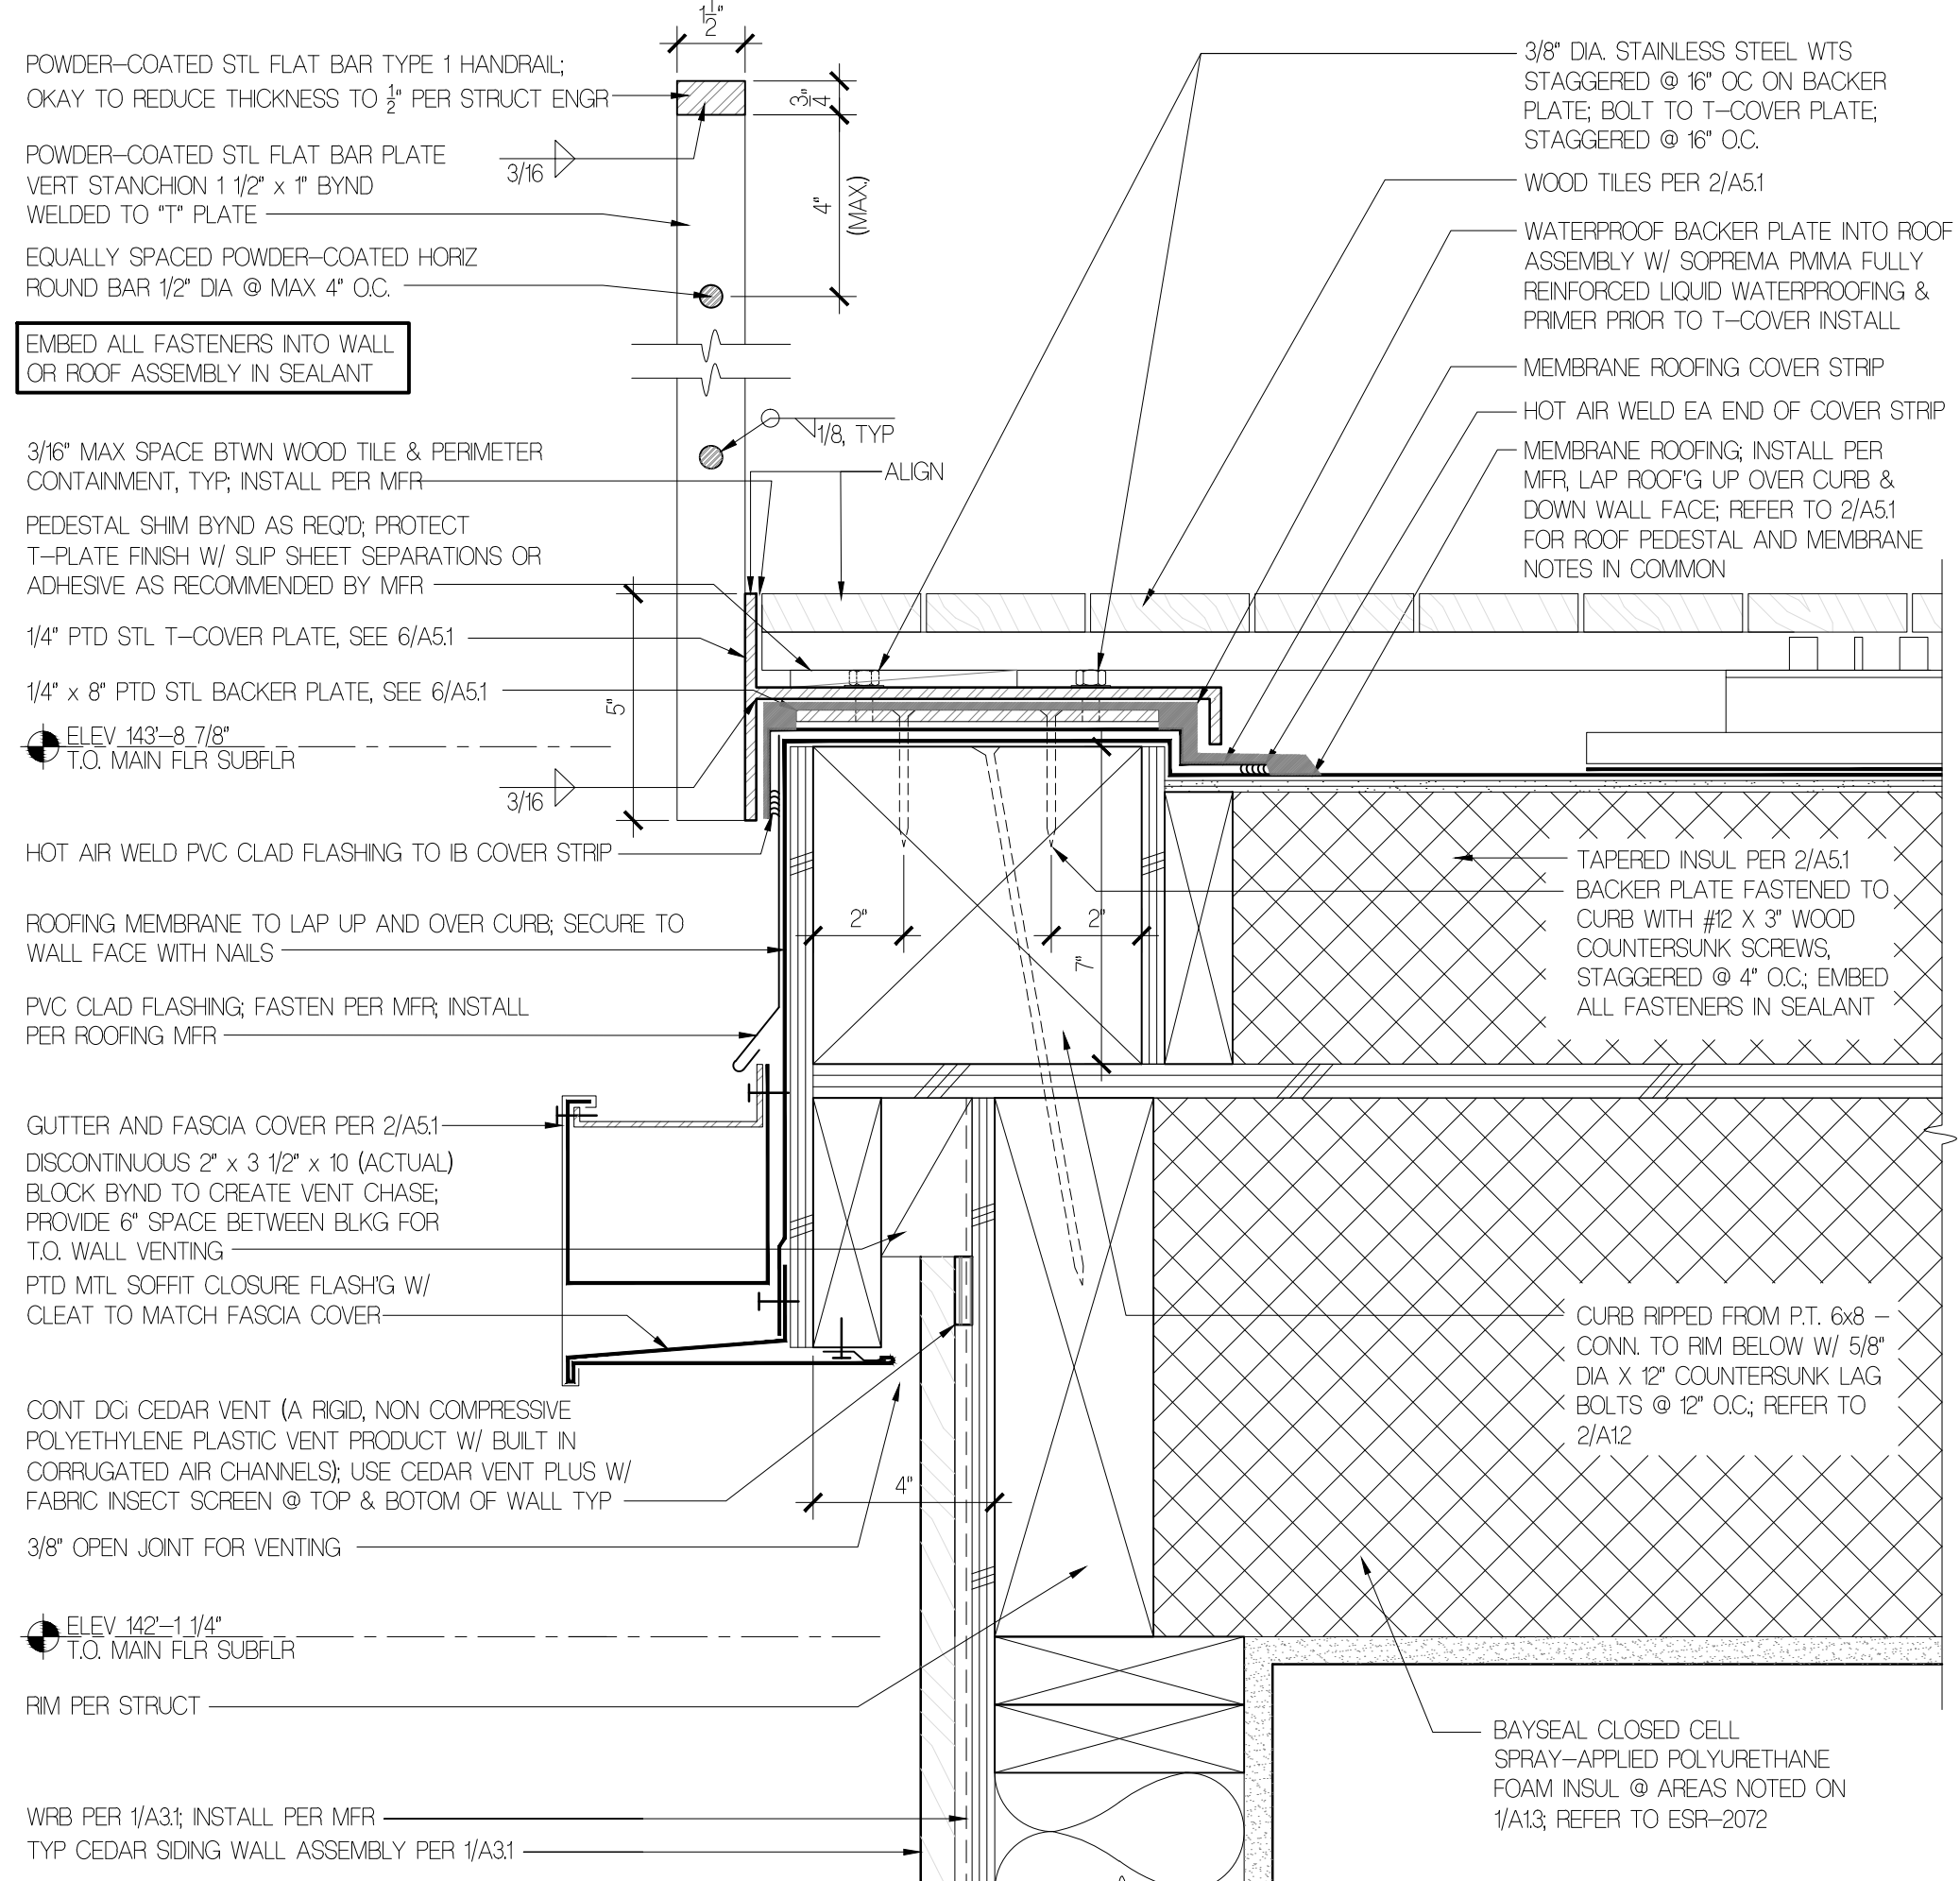 1 1/2"
POWDER-COATED STL FLAT BAR TYPE 1 HANDRAIL;
OKAY TO REDUCE THICKNESS TO 1/2" PER STRUCT ENGR
3/4"
POWDER-COATED STL FLAT BAR PLATE
VERT STANCHION 1 1/2" x 1" BYND
WELDED TO "T" PLATE
3/16
4"
(MAX.)
EQUALLY SPACED POWDER-COATED HORIZ
ROUND BAR 1/2" DIA @ MAX 4" O.C.
EMBED ALL FASTENERS INTO WALL
OR ROOF ASSEMBLY IN SEALANT
1/8, TYP
ALIGN
3/16" MAX SPACE BTWN WOOD TILE & PERIMETER
CONTAINMENT, TYP; INSTALL PER MFR
PEDESTAL SHIM BYND AS REQ'D; PROTECT
T-PLATE FINISH W/ SLIP SHEET SEPARATIONS OR
ADHESIVE AS RECOMMENDED BY MFR
1/4" PTD STL T-COVER PLATE, SEE 6/A5.1
1/4" x 8" PTD STL BACKER PLATE, SEE 6/A5.1
5"
ELEV 143'-8 7/8"
T.O. MAIN FLR SUBFLR
3/16
HOT AIR WELD PVC CLAD FLASHING TO IB COVER STRIP
ROOFING MEMBRANE TO LAP UP AND OVER CURB; SECURE TO
WALL FACE WITH NAILS
PVC CLAD FLASHING; FASTEN PER MFR; INSTALL
PER ROOFING MFR
GUTTER AND FASCIA COVER PER 2/A5.1
DISCONTINUOUS 2" x 3 1/2" x 10 (ACTUAL)
BLOCK BYND TO CREATE VENT CHASE;
PROVIDE 6" SPACE BETWEEN BLKG FOR
T.O. WALL VENTING
PTD MTL SOFFIT CLOSURE FLASH'G W/
CLEAT TO MATCH FASCIA COVER
CONT DCi CEDAR VENT (A RIGID, NON COMPRESSIVE
POLYETHYLENE PLASTIC VENT PRODUCT W/ BUILT IN
CORRUGATED AIR CHANNELS); USE CEDAR VENT PLUS W/
FABRIC INSECT SCREEN @ TOP & BOTOM OF WALL TYP
3/8" OPEN JOINT FOR VENTING
ELEV 142'-1 1/4"
T.O. MAIN FLR SUBFLR
RIM PER STRUCT
WRB PER 1/A3.1; INSTALL PER MFR
TYP CEDAR SIDING WALL ASSEMBLY PER 1/A3.1
2"
2"
7"
4"
3/8" DIA. STAINLESS STEEL WTS
STAGGERED @ 16" OC ON BACKER
PLATE; BOLT TO T-COVER PLATE;
STAGGERED @ 16" O.C.
WOOD TILES PER 2/A5.1
WATERPROOF BACKER PLATE INTO ROOF
ASSEMBLY W/ SOPREMA PMMA FULLY
REINFORCED LIQUID WATERPROOFING &
PRIMER PRIOR TO T-COVER INSTALL
MEMBRANE ROOFING COVER STRIP
HOT AIR WELD EA END OF COVER STRIP
MEMBRANE ROOFING; INSTALL PER
MFR, LAP ROOF'G UP OVER CURB &
DOWN WALL FACE; REFER TO 2/A5.1
FOR ROOF PEDESTAL AND MEMBRANE
NOTES IN COMMON
TAPERED INSUL PER 2/A5.1
BACKER PLATE FASTENED TO
CURB WITH #12 X 3" WOOD
COUNTERSUNK SCREWS,
STAGGERED @ 4" O.C.; EMBED
ALL FASTENERS IN SEALANT
CURB RIPPED FROM P.T. 6x8 -
CONN. TO RIM BELOW W/ 5/8"
DIA X 12" COUNTERSUNK LAG
BOLTS @ 12" O.C.; REFER TO
2/A1.2
BAYSEAL CLOSED CELL
SPRAY-APPLIED POLYURETHANE
FOAM INSUL @ AREAS NOTED ON
1/A1.3; REFER TO ESR-2072